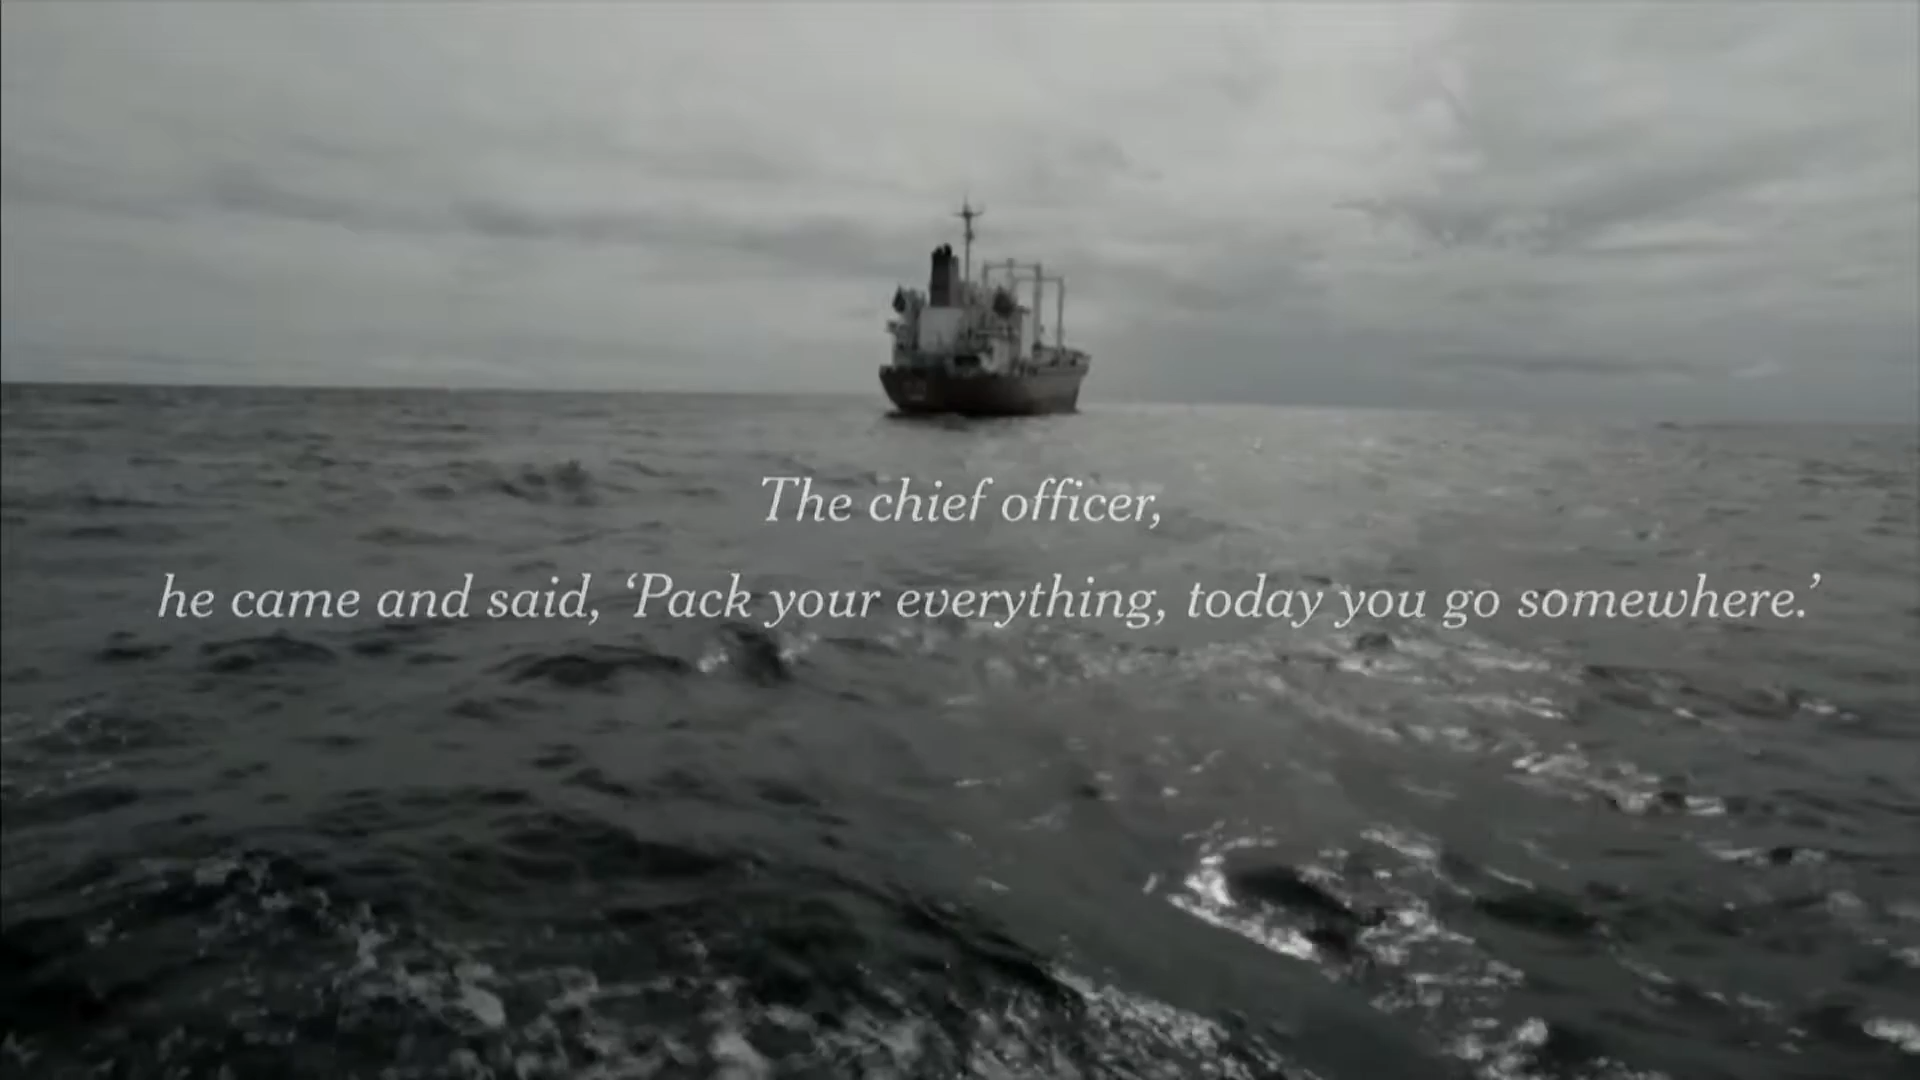 The chief officer,
he came and said, ‘Pack your everything, today you go somewhere.’